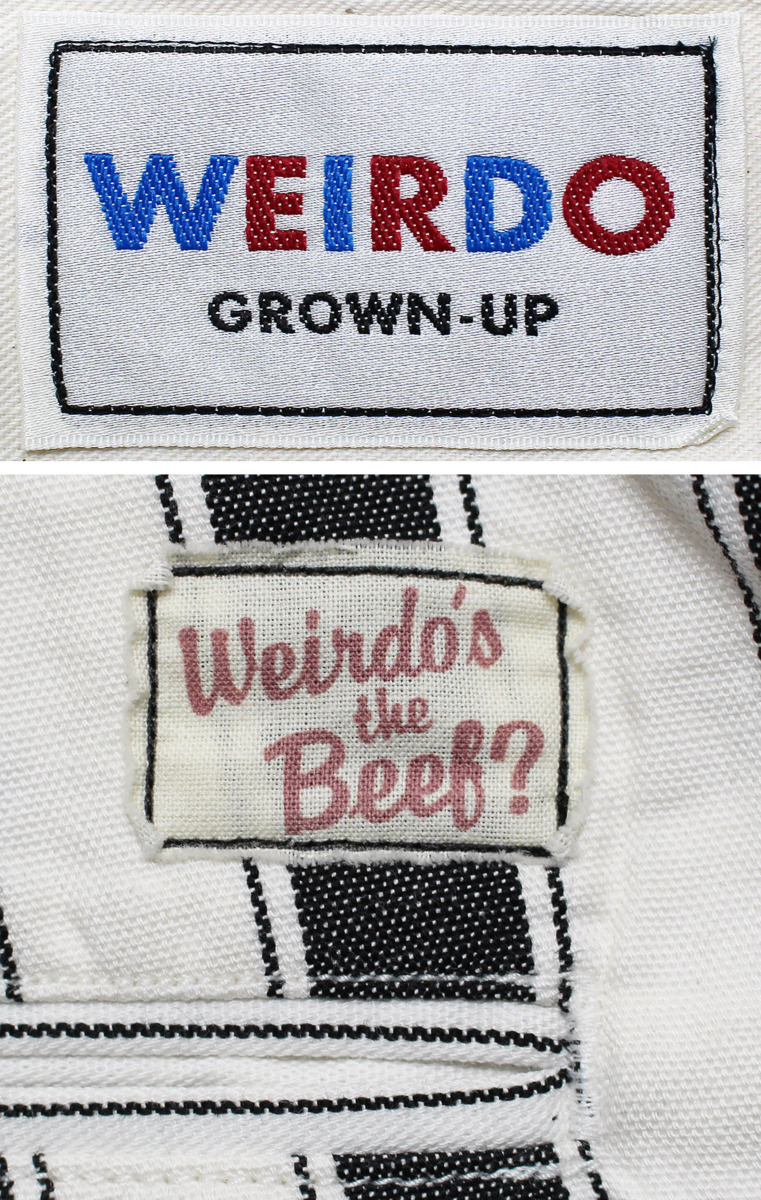 WEIRDO
GROWN-UP
Weirdo's
the
Beef?